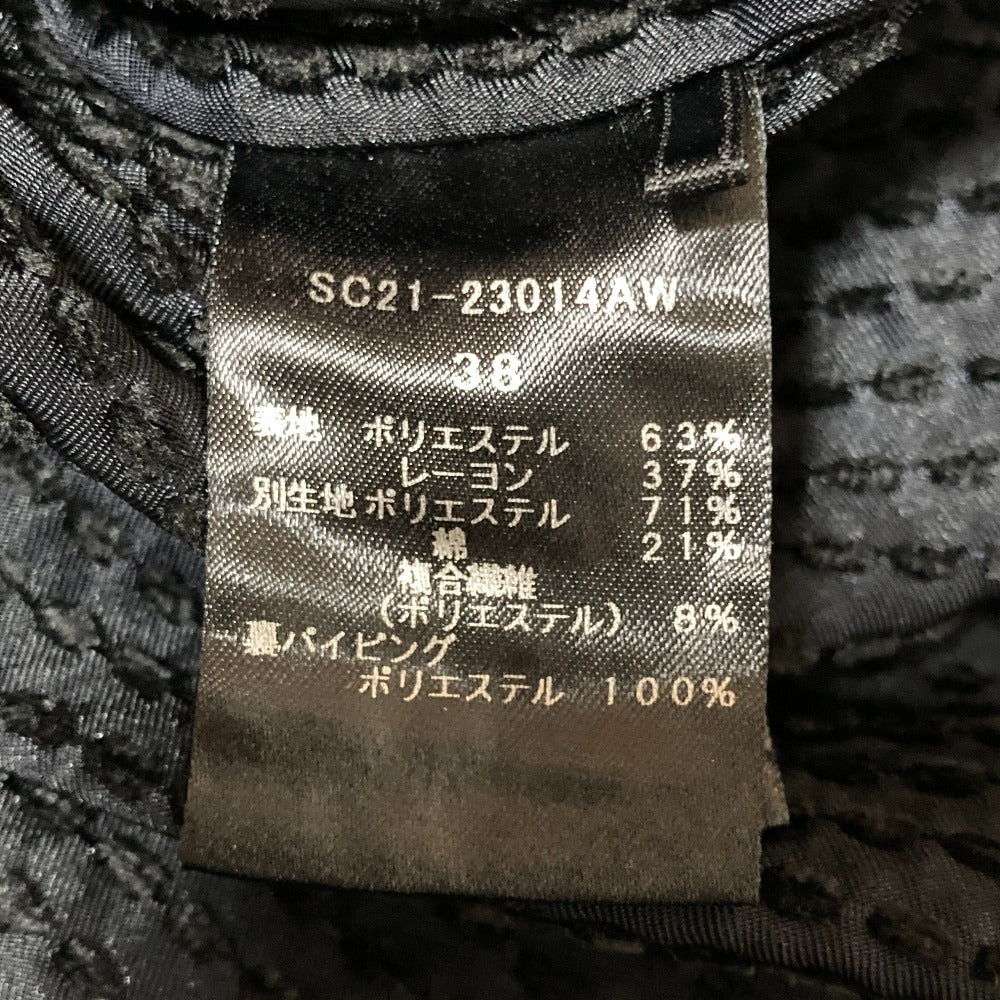 SC21-23014AW
38
表地 ポリエステル 63%
レーヨン 37%
別生地 ポリエステル 71%
綿 21%
複合繊維
(ポリエステル) 8%
裏パイピング
ポリエステル 100%